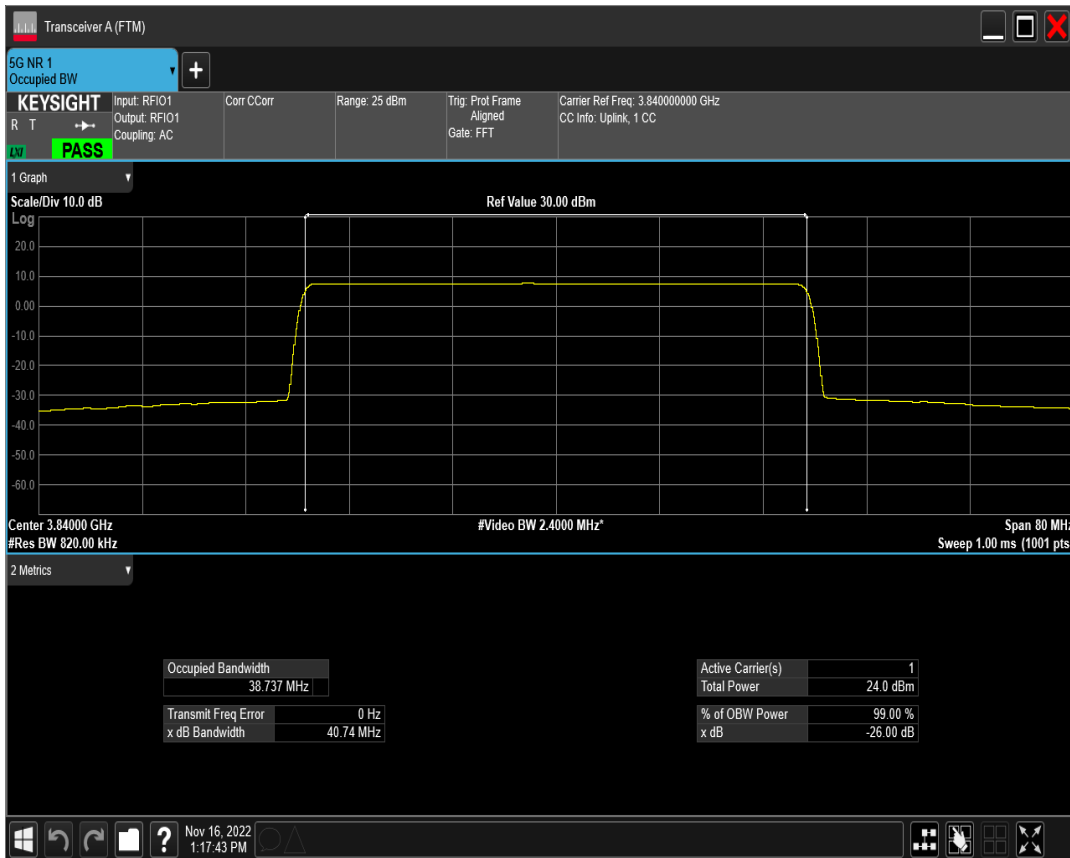 Transceiver A (FTM)
5G NR 1
Occupied BW
+
KEYSIGHT
R T
LXI
PASS
Input: RFIO1
Output: RFIO1
Coupling: AC
Corr CCorr
Range: 25 dBm
Trig: Prot Frame
Aligned
Gate: FFT
Carrier Ref Freq: 3.840000000 GHz
CC Info: Uplink, 1 CC
1 Graph
Scale/Div 10.0 dB
Ref Value 30.00 dBm
Log
20.0
10.0
0.00
-10.0
-20.0
-30.0
-40.0
-50.0
-60.0
Center 3.84000 GHz
#Video BW 2.4000 MHz*
Span 80 MHz
#Res BW 820.00 kHz
Sweep 1.00 ms (1001 pts
2 Metrics
Occupied Bandwidth
38.737 MHz
Transmit Freq Error 0 Hz
x dB Bandwidth 40.74 MHz
Active Carrier(s) 1
Total Power 24.0 dBm
% of OBW Power 99.00 %
x dB -26.00 dB
?
Nov 16, 2022
1:17:43 PM